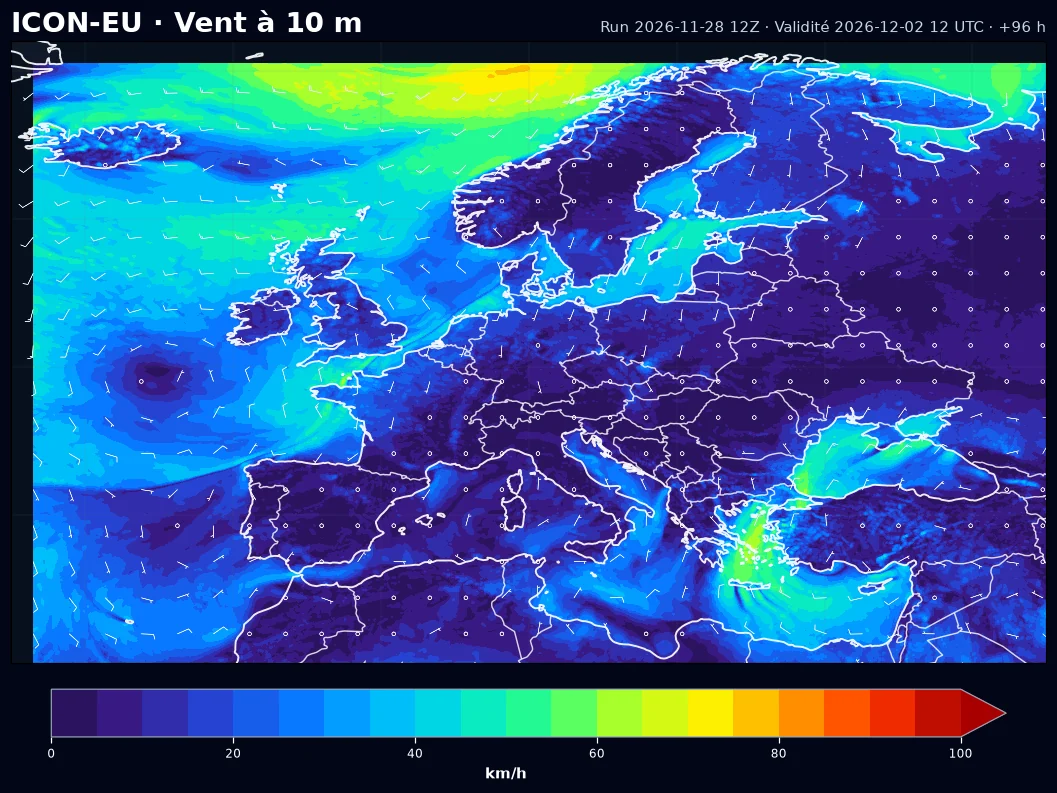 ICON-EU · Vent à 10 m
Run 2026-11-28 12Z · Validité 2026-12-02 12 UTC · +96 h
0 20 40 60 80 100
km/h